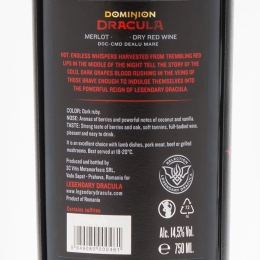 DOMINION
DRACULA
MERLOT · DRY RED WINE
DOC-CMD DEALU MARE
HOT, ENDLESS WHISPERS HARVESTED FROM TREMBLING RED
LIPS IN THE MIDDLE OF THE NIGHT TELL THE STORY OF THE
COLD, DARK GRAPES BLOOD RUSHING IN THE VEINS OF
THOSE BRAVE ENOUGH TO INDULGE THEMSELVES INTO
THE POWERFUL REIGN OF LEGENDARY DRACULA.
COLOR: Dark ruby.
NOSE: Aromas of berries and powerful notes of coconut and vanilla.
TASTE: Strong taste of berries and oak, soft tannins, full-bodied wine,
pleasant, easy to drink.
It is an excellent choice with lamb dishes, pork meat, beef or grilled
mushrooms. Best served at 18-20°C.
Produced and bottled by
SC Vitis Metamorfosis SRL,
Vadu Sapat - Prahova, Romania for
LEGENDARY DRACULA
www.legendarydracula.com
Product of Romania
Contains sulfites
Alc. 14,5% Vol.
750 ML